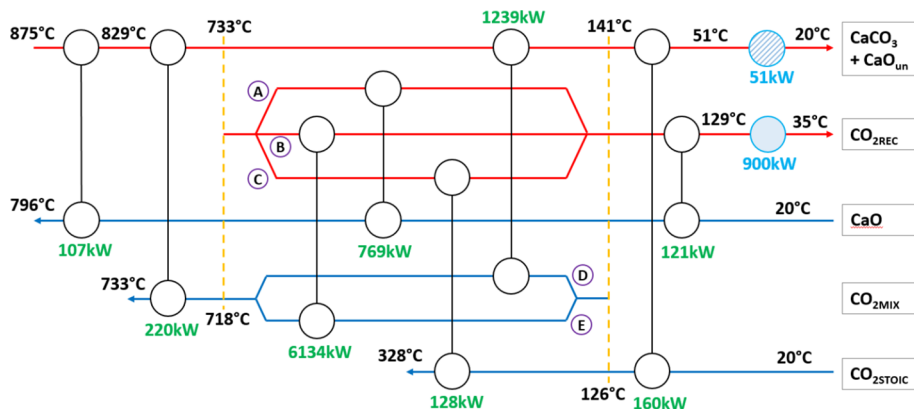 1239kW
875°C 829°C 733°C 141°C 51°C 20°C
CaCO3
+ CaOun
51kW
A
129°C 35°C
B
CO2REC
C
900kW
796°C
20°C
CaO
107kW 769kW 121kW
D
733°C
CO2MIX
718°C
E
220kW
6134kW
328°C 20°C
CO2STOIC
128kW 126°C 160kW